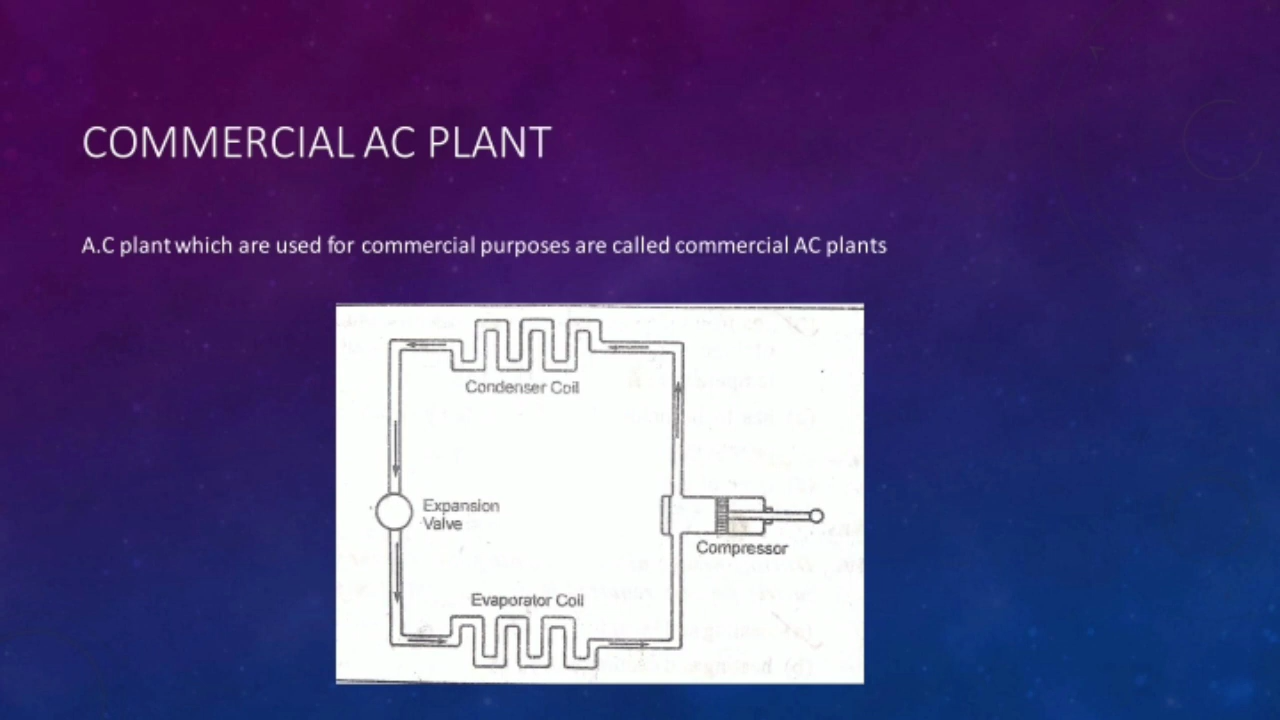 COMMERCIAL AC PLANT
A.C plant which are used for commercial purposes are called commercial AC plants
Condenser Coil
Expansion
Valve
Compressor
Evaporator Coil